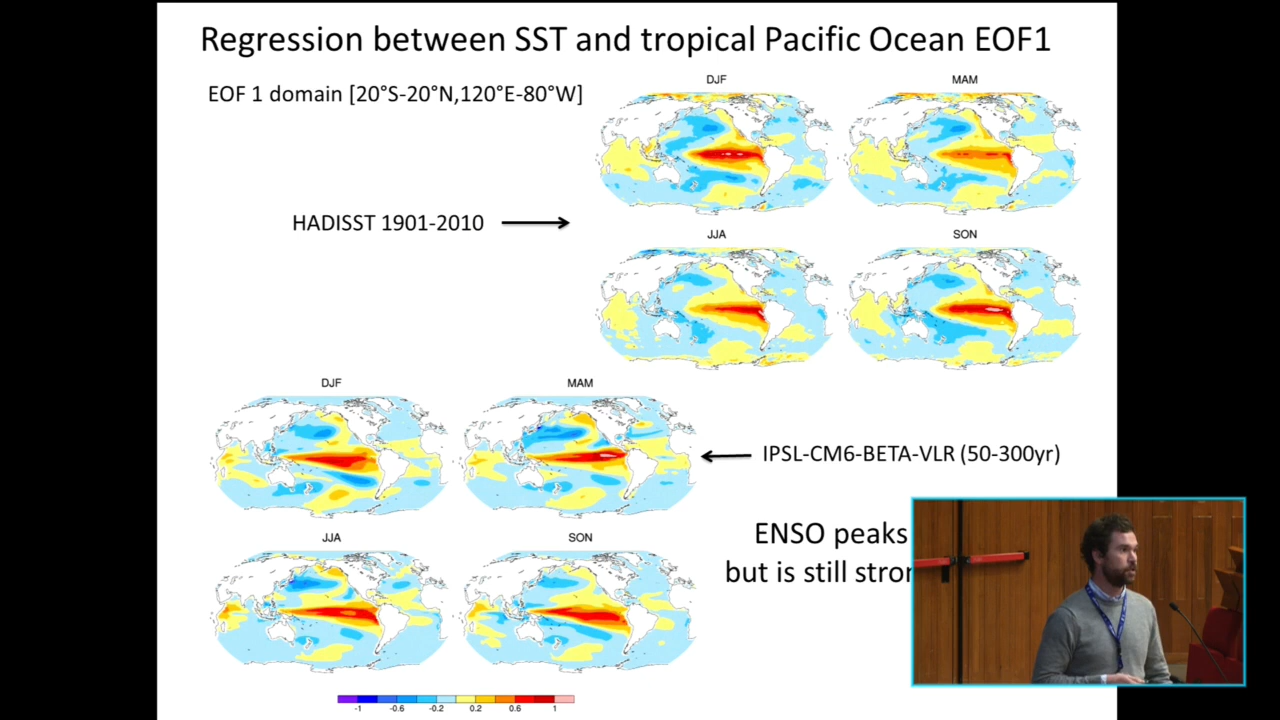 Regression between SST and tropical Pacific Ocean EOF1
EOF 1 domain [20°S-20°N,120°E-80°W]
DJF
MAM
HADISST 1901-2010
JJA
SON
DJF
MAM
IPSL-CM6-BETA-VLR (50-300yr)
ENSO peaks
but is still
JJA
SON
-1 -0.6 -0.2 0.2 0.6 1